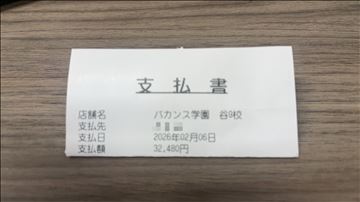 支払書
店舗名 バカンス学園 谷9校
支払先
支払日 2026年02月06日
支払額 32,480円